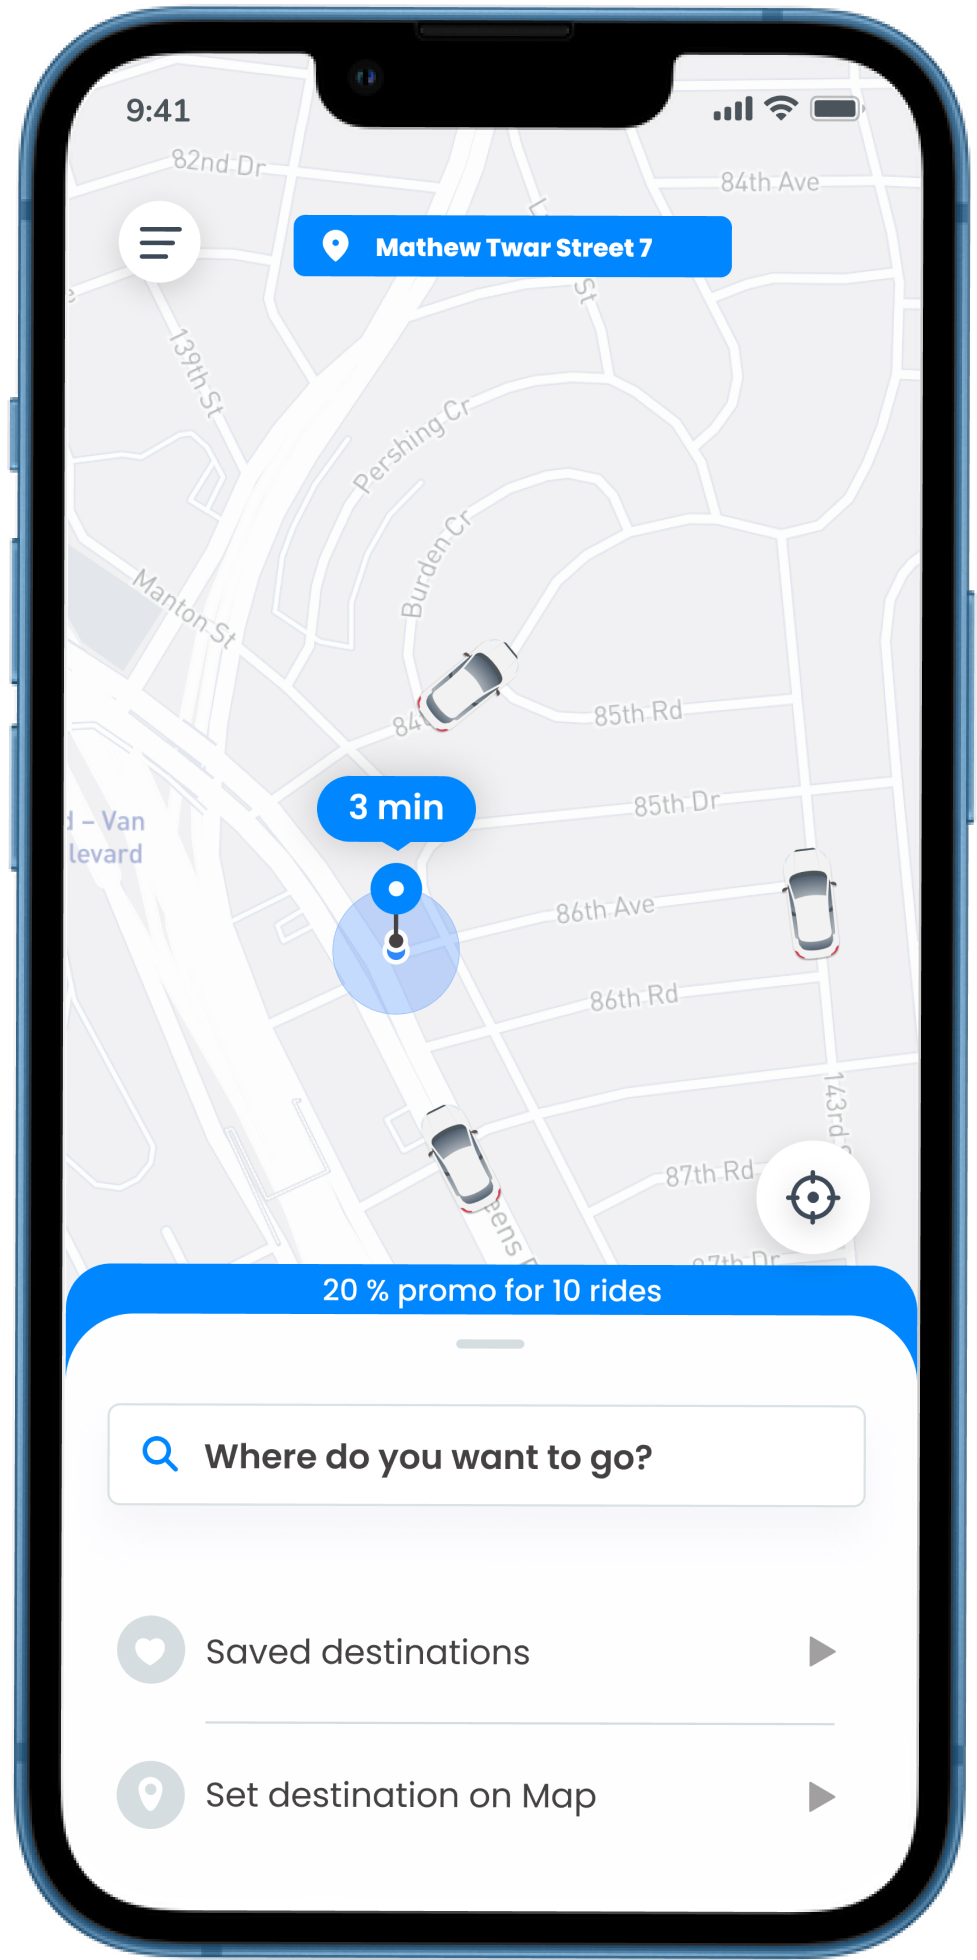 9:41
82nd Dr
84th Ave
Mathew Twar Street 7
St
139th St
Pershing Cr
Burden Cr
Manton St
85th Rd
3 min
85th Dr
d – Van
levard
86th Ave
86th Rd
143rd
87th Rd
87th Dr
20 % promo for 10 rides
Where do you want to go?
Saved destinations
Set destination on Map